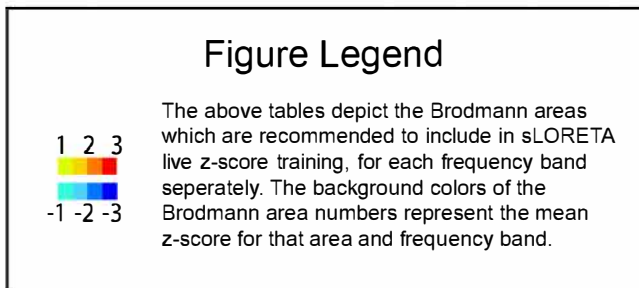 Figure Legend
The above tables depict the Brodmann areas
which are recommended to include in sLORETA
live z-score training, for each frequency band
seperately. The background colors of the
Brodmann area numbers represent the mean
z-score for that area and frequency band.
1 2 3
-1 -2 -3